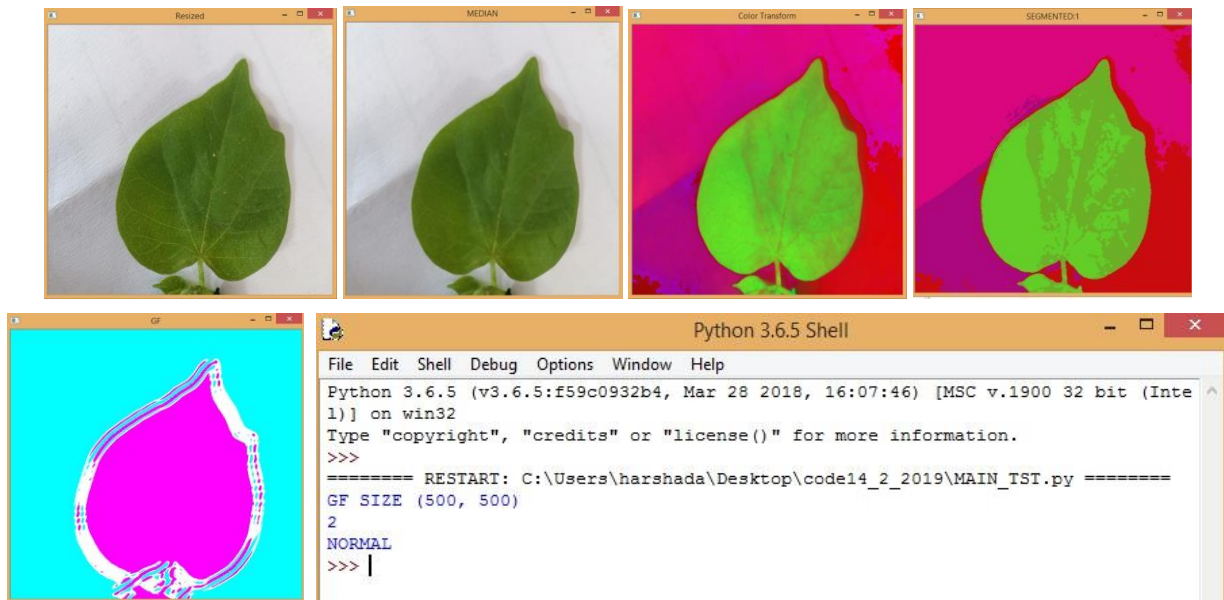 Resized
MEDIAN
Color Transform
SEGMENTED:1
GF
Python 3.6.5 Shell
File Edit Shell Debug Options Window Help
Python 3.6.5 (v3.6.5:f59c0932b4, Mar 28 2018, 16:07:46) [MSC v.1900 32 bit (Inte
l)] on win32
Type "copyright", "credits" or "license()" for more information.
>>>
======== RESTART: C:\Users\harshada\Desktop\code14_2_2019\MAIN_TST.py ========
GF SIZE (500, 500)
2
NORMAL
>>>